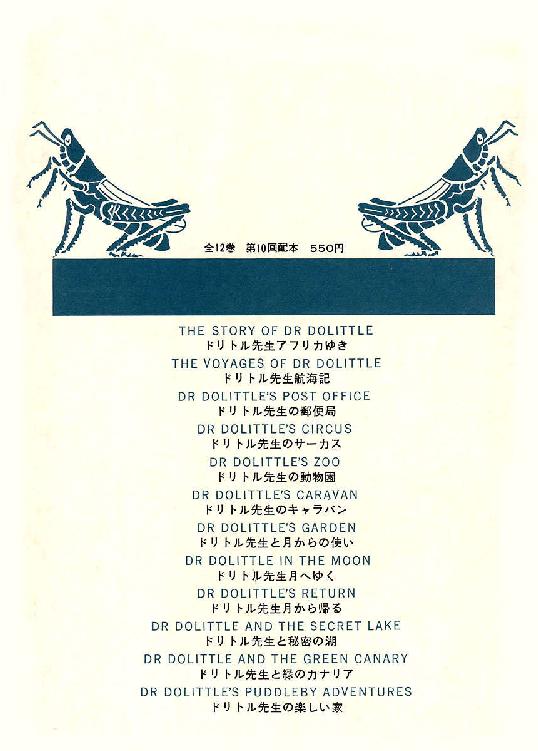 全12巻 第10回配本 550円
THE STORY OF DR DOLITTLE
ドリトル先生アフリカゆき
THE VOYAGES OF DR DOLITTLE
ドリトル先生航海記
DR DOLITTLE'S POST OFFICE
ドリトル先生の郵便局
DR DOLITTLE'S CIRCUS
ドリトル先生のサーカス
DR DOLITTLE'S ZOO
ドリトル先生の動物園
DR DOLITTLE'S CARAVAN
ドリトル先生のキャラバン
DR DOLITTLE'S GARDEN
ドリトル先生と月からの使い
DR DOLITTLE IN THE MOON
ドリトル先生月へゆく
DR DOLITTLE'S RETURN
ドリトル先生月から帰る
DR DOLITTLE AND THE SECRET LAKE
ドリトル先生と秘密の湖
DR DOLITTLE AND THE GREEN CANARY
ドリトル先生と緑のカナリア
DR DOLITTLE'S PUDDLEBY ADVENTURES
ドリトル先生の楽しい家